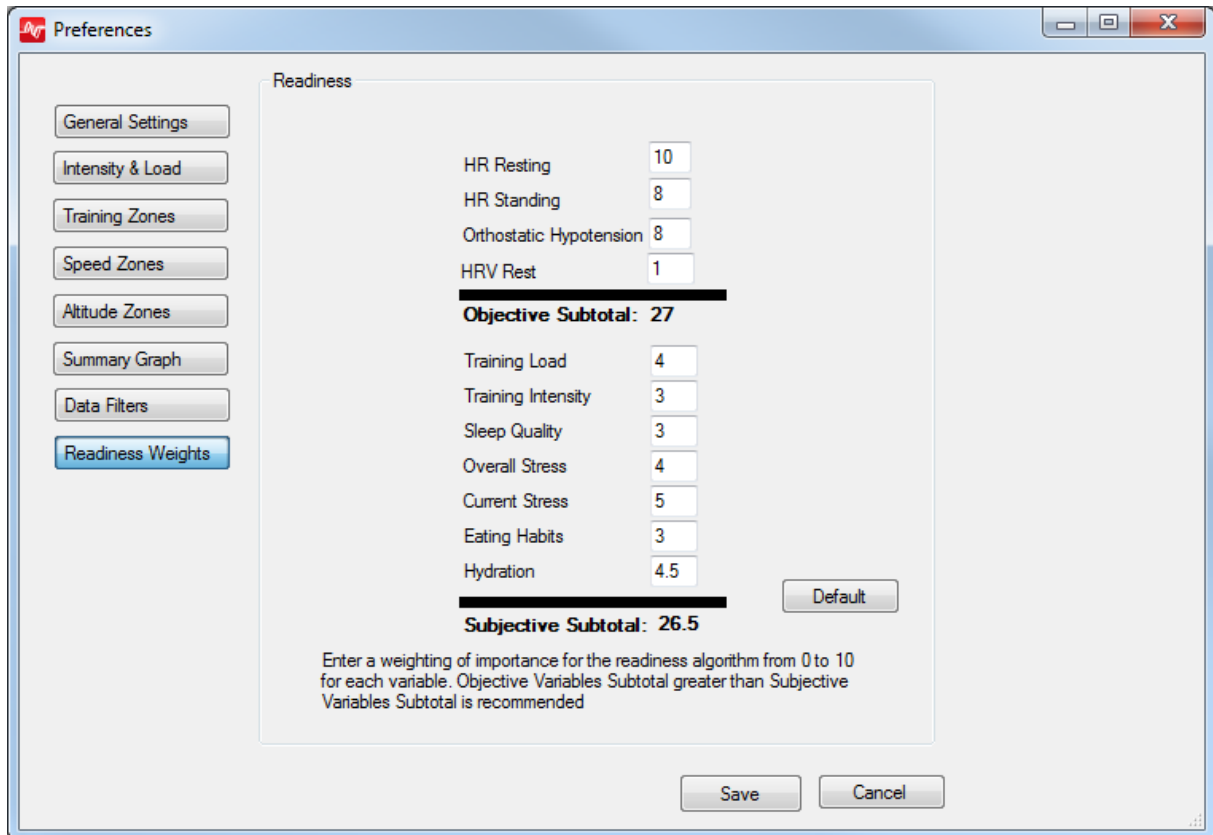 Preferences
Readiness
General Settings
Intensity & Load
Training Zones
Speed Zones
Altitude Zones
Summary Graph
Data Filters
Readiness Weights
HR Resting 10
HR Standing 8
Orthostatic Hypotension 8
HRV Rest 1
Objective Subtotal: 27
Training Load 4
Training Intensity 3
Sleep Quality 3
Overall Stress 4
Current Stress 5
Eating Habits 3
Hydration 4.5
Default
Subjective Subtotal: 26.5
Enter a weighting of importance for the readiness algorithm from 0 to 10
for each variable. Objective Variables Subtotal greater than Subjective
Variables Subtotal is recommended
Save Cancel